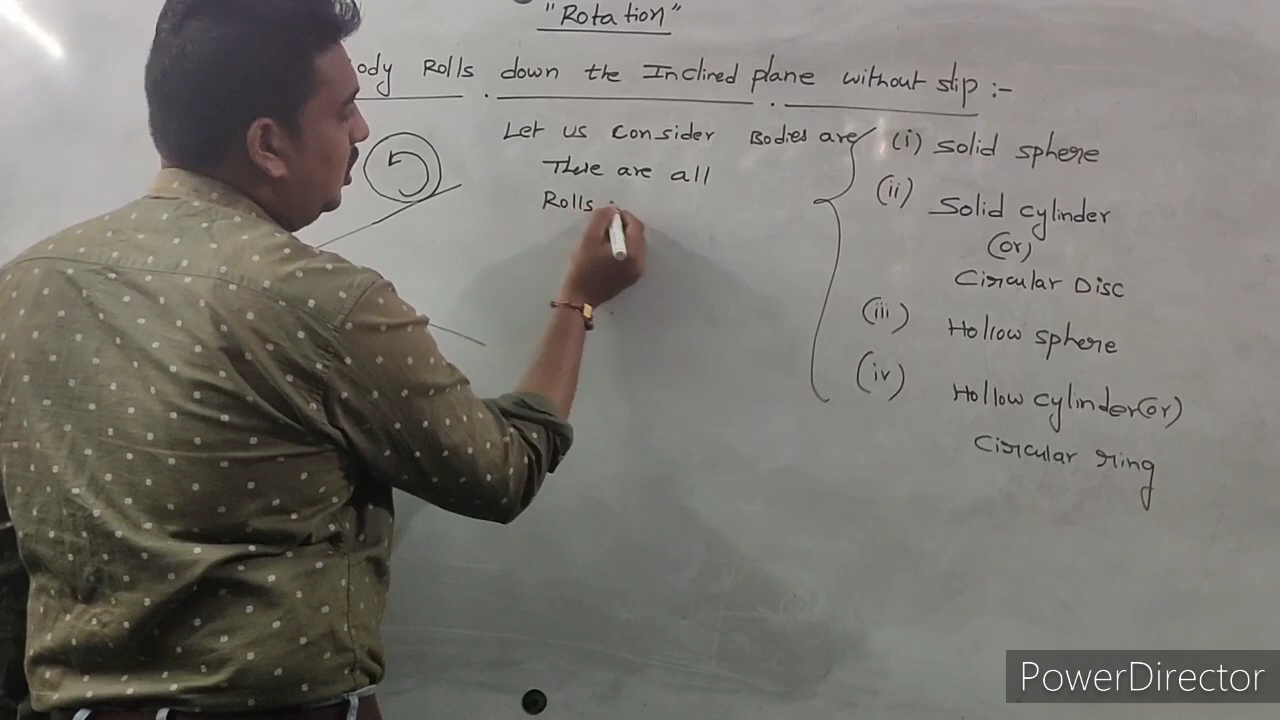 "Rotation"
ody Rolls down the Inclined plane without slip :-
Let us Consider Bodies are
There are all
Rolls
(i) Solid sphere
(ii) Solid cylinder
(or)
Circular Disc
(iii) Hollow sphere
(iv) Hollow cylinder (or)
Circular ring
PowerDirector